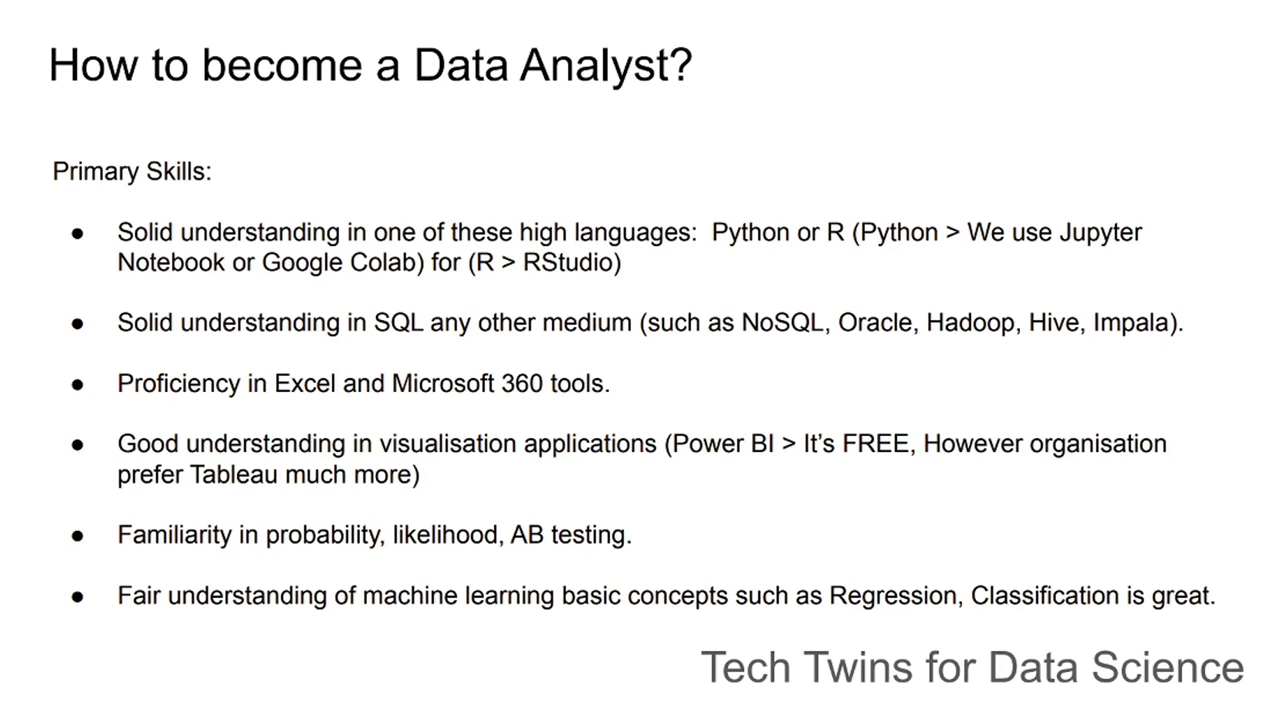 How to become a Data Analyst?
Primary Skills:
● Solid understanding in one of these high languages:  Python or R (Python > We use Jupyter
Notebook or Google Colab) for (R > RStudio)
● Solid understanding in SQL any other medium (such as NoSQL, Oracle, Hadoop, Hive, Impala).
● Proficiency in Excel and Microsoft 360 tools.
● Good understanding in visualisation applications (Power BI > It’s FREE, However organisation
prefer Tableau much more)
● Familiarity in probability, likelihood, AB testing.
● Fair understanding of machine learning basic concepts such as Regression, Classification is great.
Tech Twins for Data Science